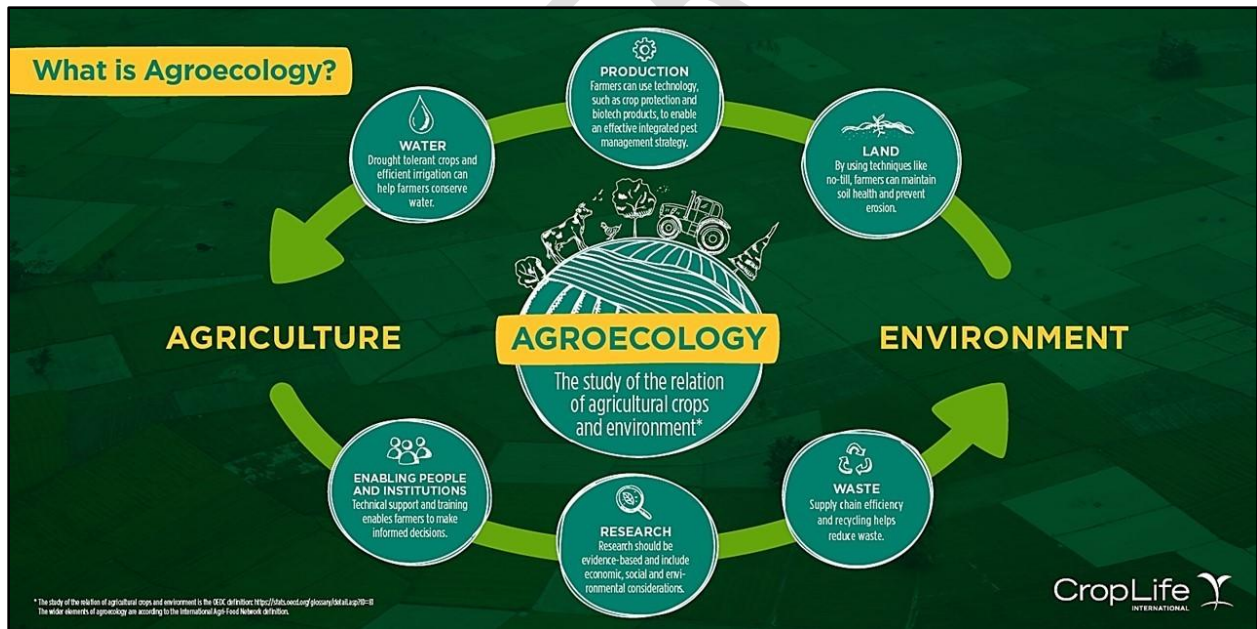 What is Agroecology?
PRODUCTION
Farmers can use technology,
such as crop protection and
biotech products, to enable
an effective integrated pest
management strategy.
WATER
Drought tolerant crops and
efficient irrigation can
help farmers conserve
water.
LAND
By using techniques like
no-till, farmers can maintain
soil health and prevent
erosion.
AGRICULTURE
AGROECOLOGY
The study of the relation
of agricultural crops
and environment*
ENVIRONMENT
ENABLING PEOPLE
AND INSTITUTIONS
Technical support and training
enables farmers to make
informed decisions.
RESEARCH
Research should be
evidence-based and include
economic, social and envi-
ronmental considerations.
WASTE
Supply chain efficiency
and recycling helps
reduce waste.
* The study of the relation of agricultural crops and environment is the OEDC definition:
The wider elements of agroecology are according to the International Agri-Food Network definition.
CropLife
INTERNATIONAL